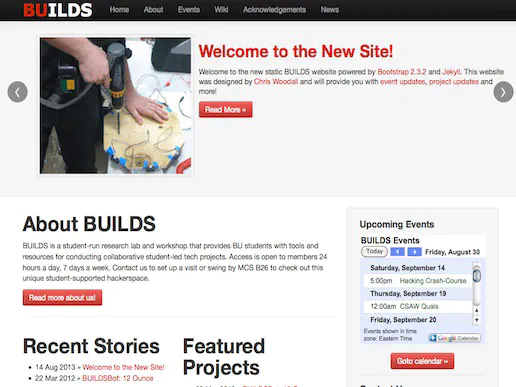 BUILDS
Home About Events Wiki Acknowledgements News
Welcome to the New Site!
Welcome to the new static BUILDS website powered by Bootstrap 2.3.2 and Jekyll. This website
was designed by Chris Woodall and will provide you with event updates, project updates and
more!
Read More »
About BUILDS
BUILDS is a student-run research lab and workshop that provides BU students with tools and
resources for conducting collaborative student-led tech projects. Access is open to members 24
hours a day, 7 days a week. Contact us to set up a visit or swing by MCS B26 to check out this
unique student-supported hackerspace.
Read more about us!
Recent Stories
14 Aug 2013 » Welcome to the New Site!
22 Mar 2012 » BUILDSBot: 12 Ounce
Featured
Projects
Upcoming Events
BUILDS Events
Today Friday, August 30
Saturday, September 14
5:00pm Hacking Crash-Course
Thursday, September 19
12:00am CSAW Quals
Friday, September 20
Events shown in time
zone: Eastern Time
Google Calendar
Goto calendar »